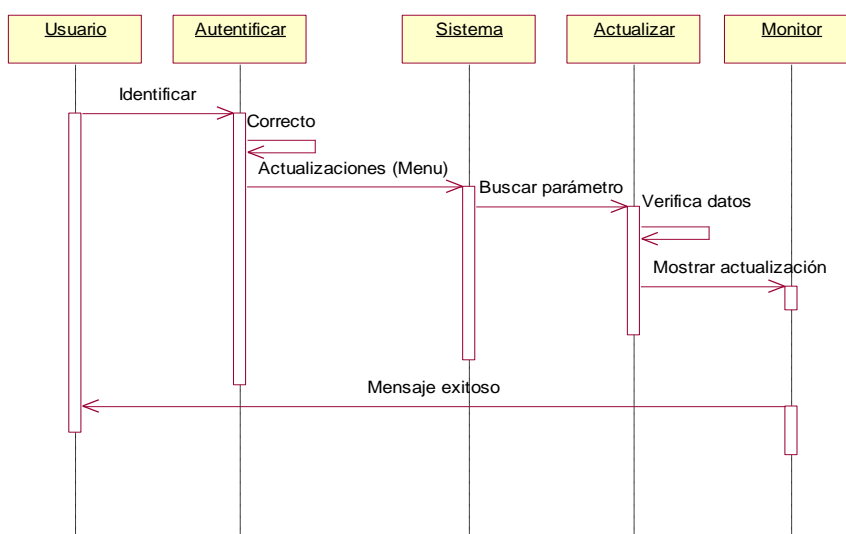 Usuario
Autentificar
Sistema
Actualizar
Monitor
Identificar
Correcto
Actualizaciones (Menu)
Buscar parámetro
Verifica datos
Mostrar actualización
Mensaje exitoso